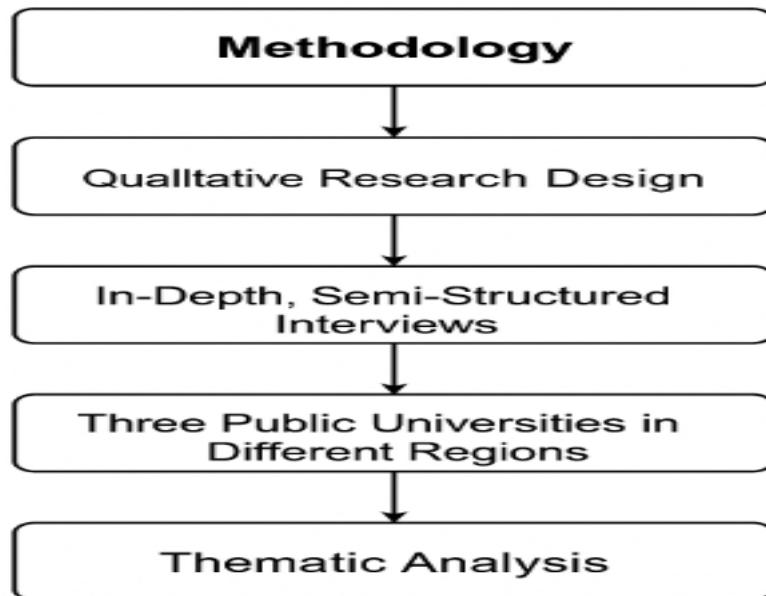 Methodology
Qualltative Research Design
In-Depth, Semi-Structured
Interviews
Three Public Universities in
Different Regions
Thematic Analysis